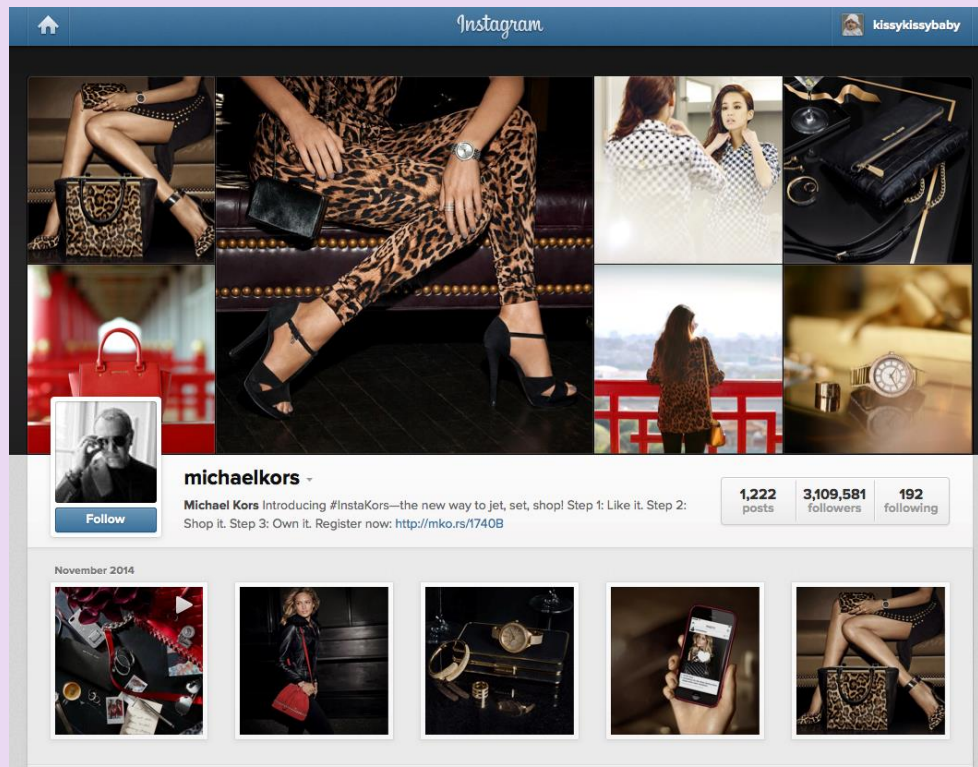 Instagram
kissykissybaby
michaelkors
Michael Kors Introducing #InstaKors—the new way to jet, set, shop! Step 1: Like it. Step 2:
Shop it. Step 3: Own it. Register now: http://mko.rs/1740B
Follow
1,222
posts
3,109,581
followers
192
following
November 2014